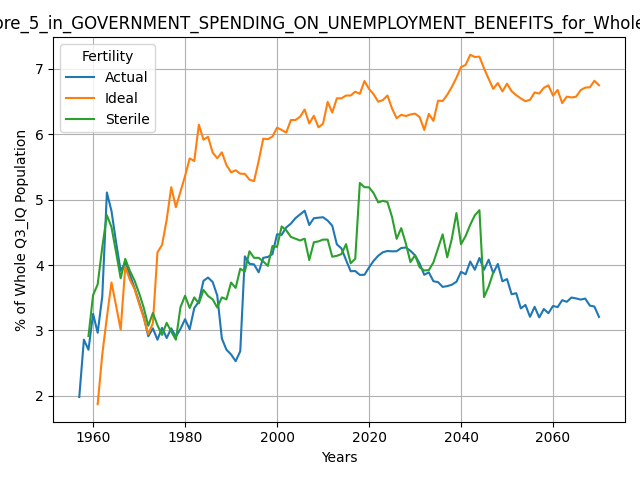 ore_5_in_GOVERNMENT_SPENDING_ON_UNEMPLOYMENT_BENEFITS_for_Whole
Fertility
Actual
Ideal
Sterile
% of Whole Q3_IQ Population
7
6
5
4
3
2
1960
1980
2000
2020
2040
2060
Years